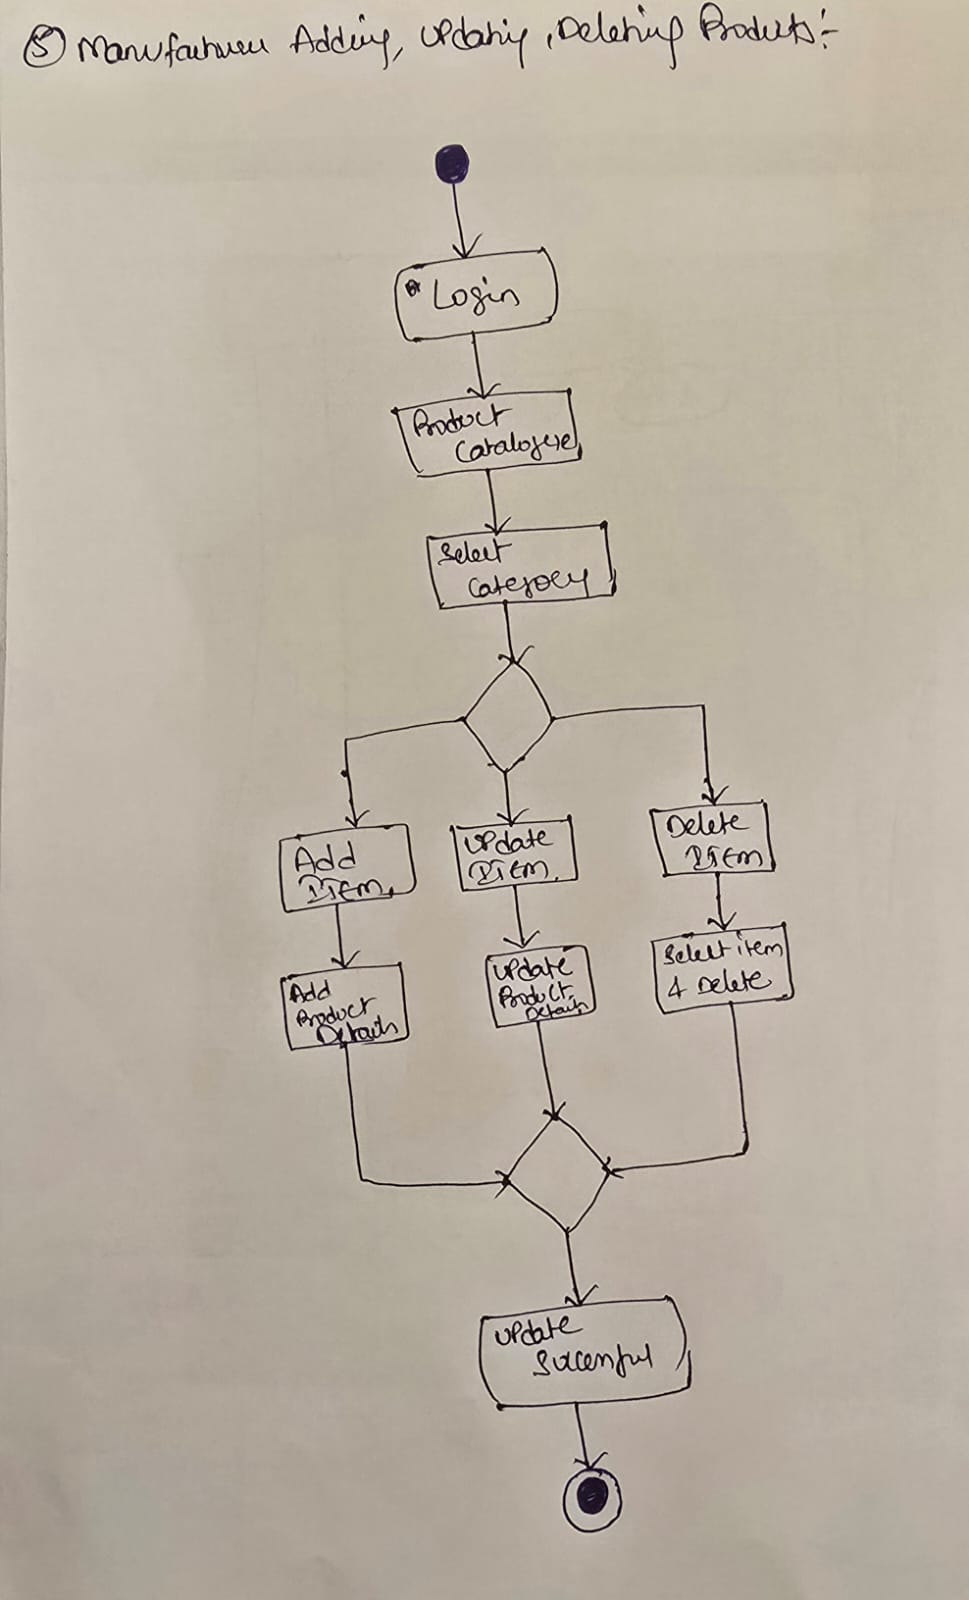 ⑤ Manufacturer Adding, Updating, Deleting Products:-
Login
Product
Catalogue
Select
Category
Add
Item
Update
Item
Delete
Item
Add
Product
Details
Update
Product
Details
Select item
& Delete
Update
Successful